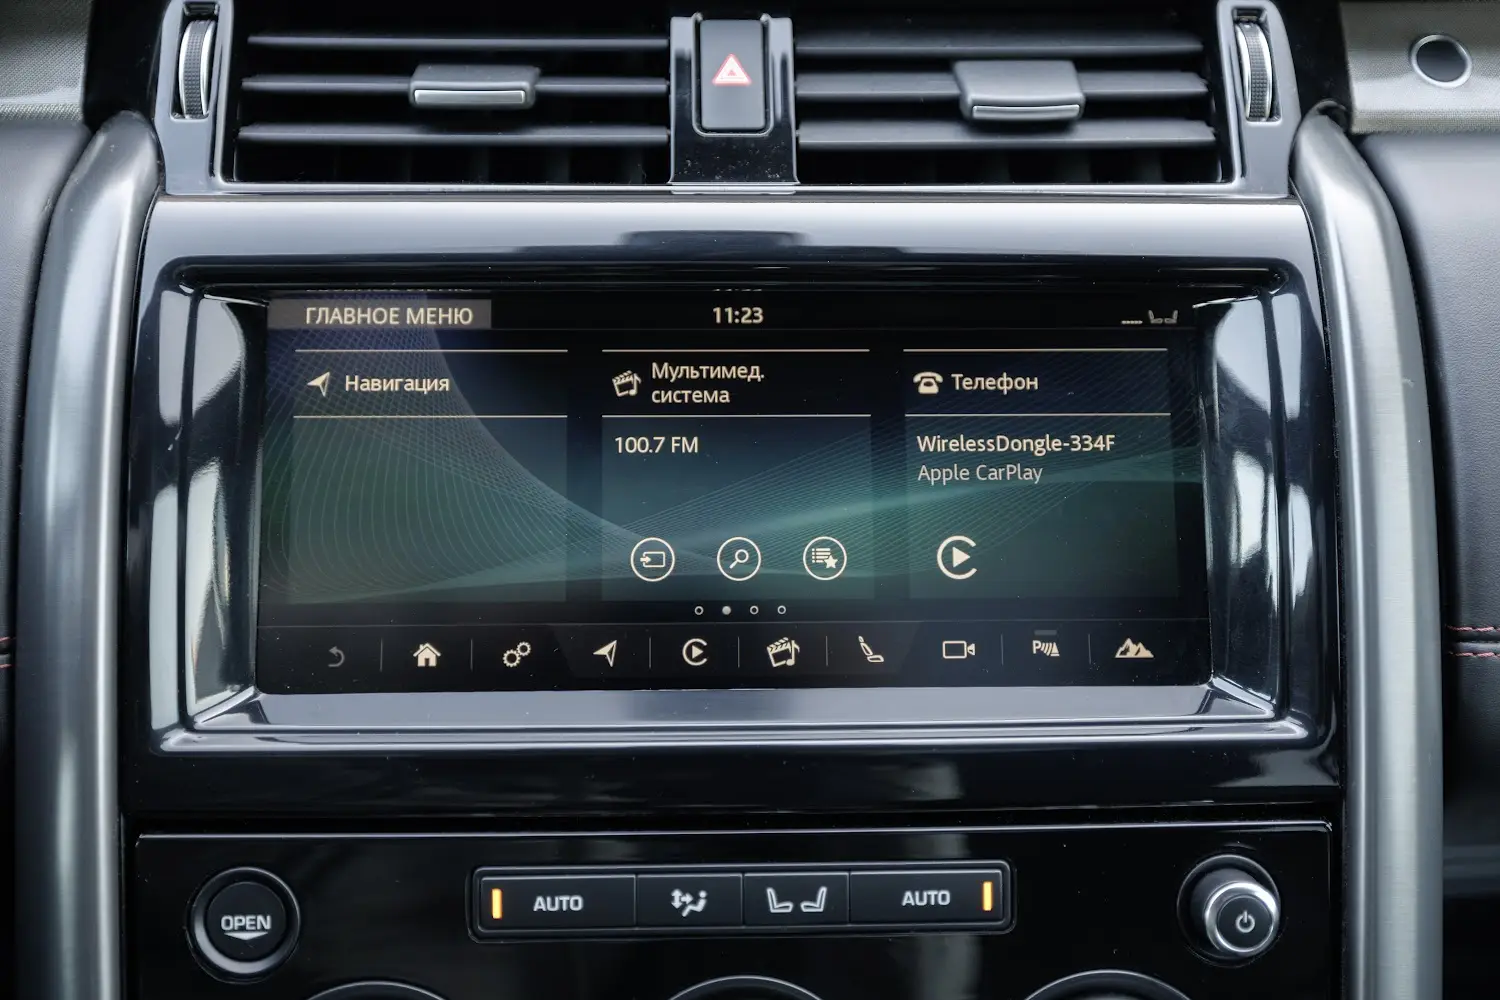 ГЛАВНОЕ МЕНЮ
11:23
Навигация
Мультимед.
система
Телефон
100.7 FM
WirelessDongle-334F
Apple CarPlay
P
OPEN
AUTO
AUTO